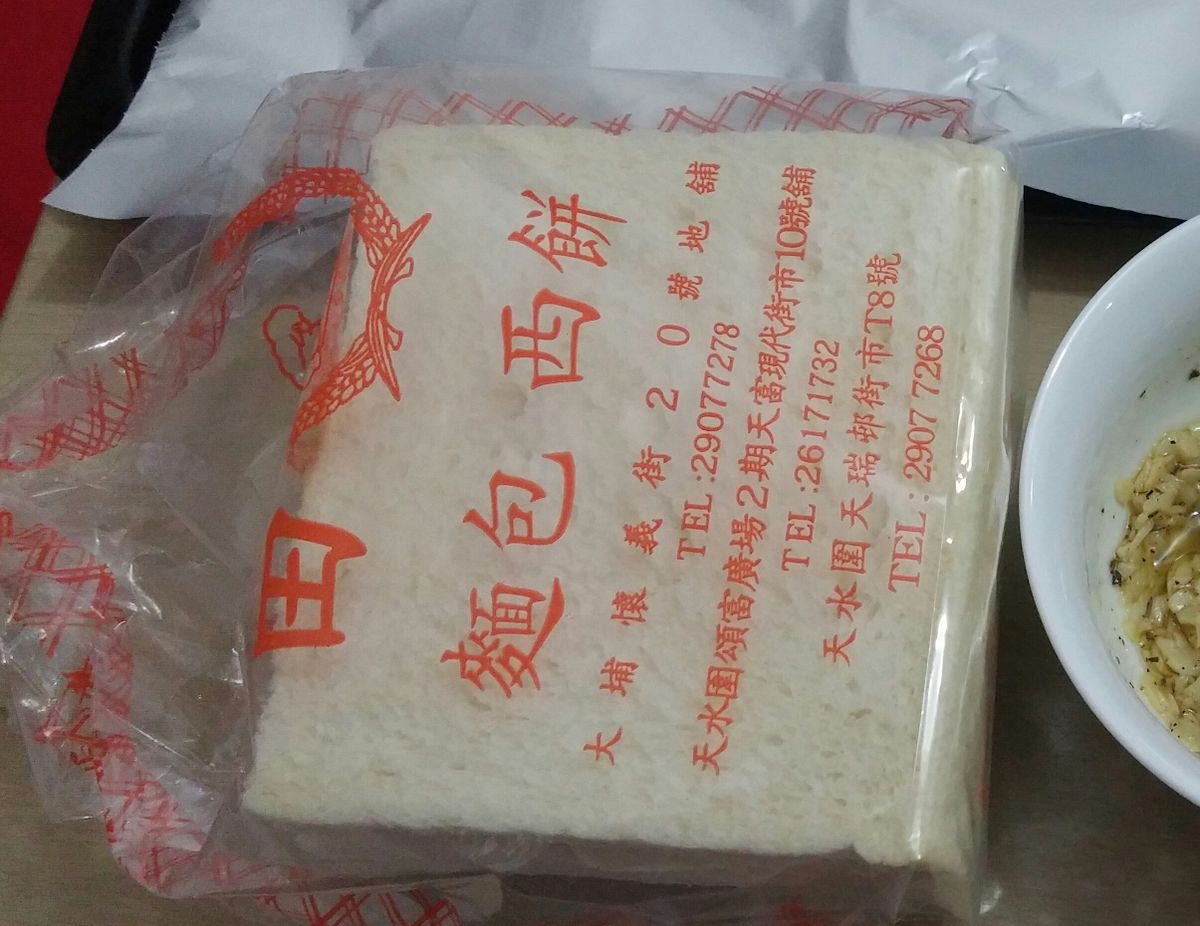 田
麵包西餅
大埔懷義街20號地舖
TEL:29077278
天水圍頌富廣場2期天富現代街市10號舖
TEL:26171732
天水圍天瑞邨街市T8號
TEL:2907 7268